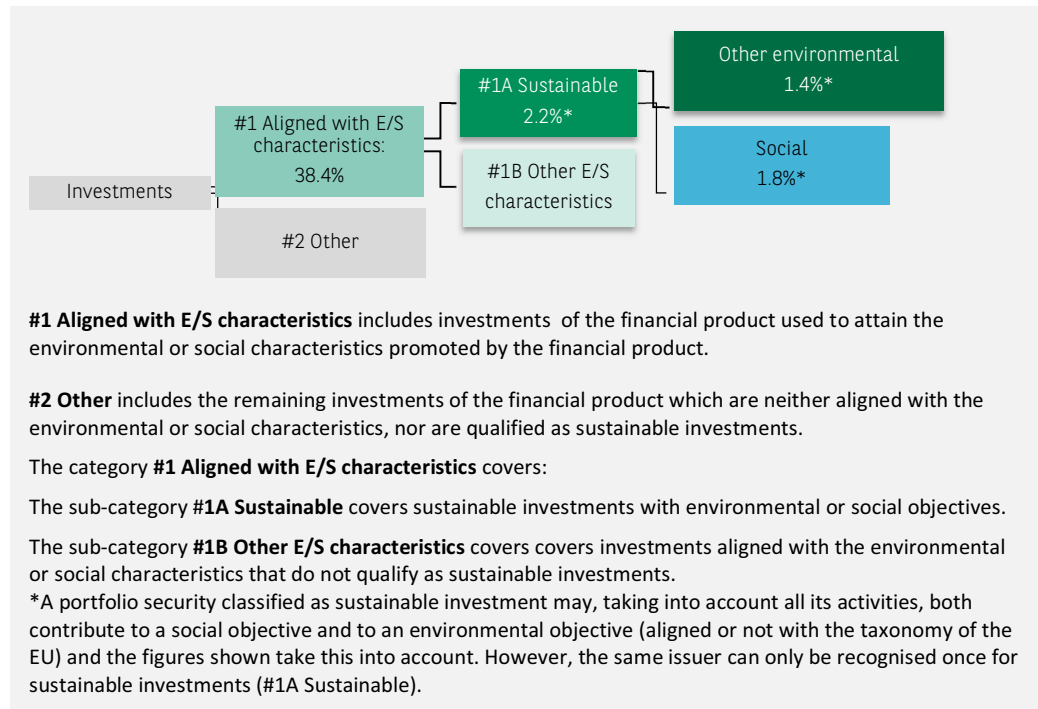 Other environmental
1.4%*
#1A Sustainable
2.2%*
#1 Aligned with E/S
characteristics:
38.4%
Social
1.8%*
#1B Other E/S
characteristics
Investments
#2 Other
#1 Aligned with E/S characteristics includes investments of the financial product used to attain the
environmental or social characteristics promoted by the financial product.
#2 Other includes the remaining investments of the financial product which are neither aligned with the
environmental or social characteristics, nor are qualified as sustainable investments.
The category #1 Aligned with E/S characteristics covers:
The sub-category #1A Sustainable covers sustainable investments with environmental or social objectives.
The sub-category #1B Other E/S characteristics covers covers investments aligned with the environmental
or social characteristics that do not qualify as sustainable investments.
*A portfolio security classified as sustainable investment may, taking into account all its activities, both
contribute to a social objective and to an environmental objective (aligned or not with the taxonomy of the
EU) and the figures shown take this into account. However, the same issuer can only be recognised once for
sustainable investments (#1A Sustainable).